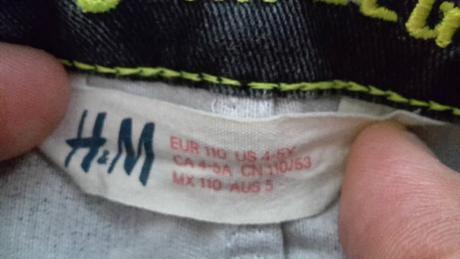 H&M
EUR 110 US 4-5Y
CA 4-5A CN 110/53
MX 110 AUS 5